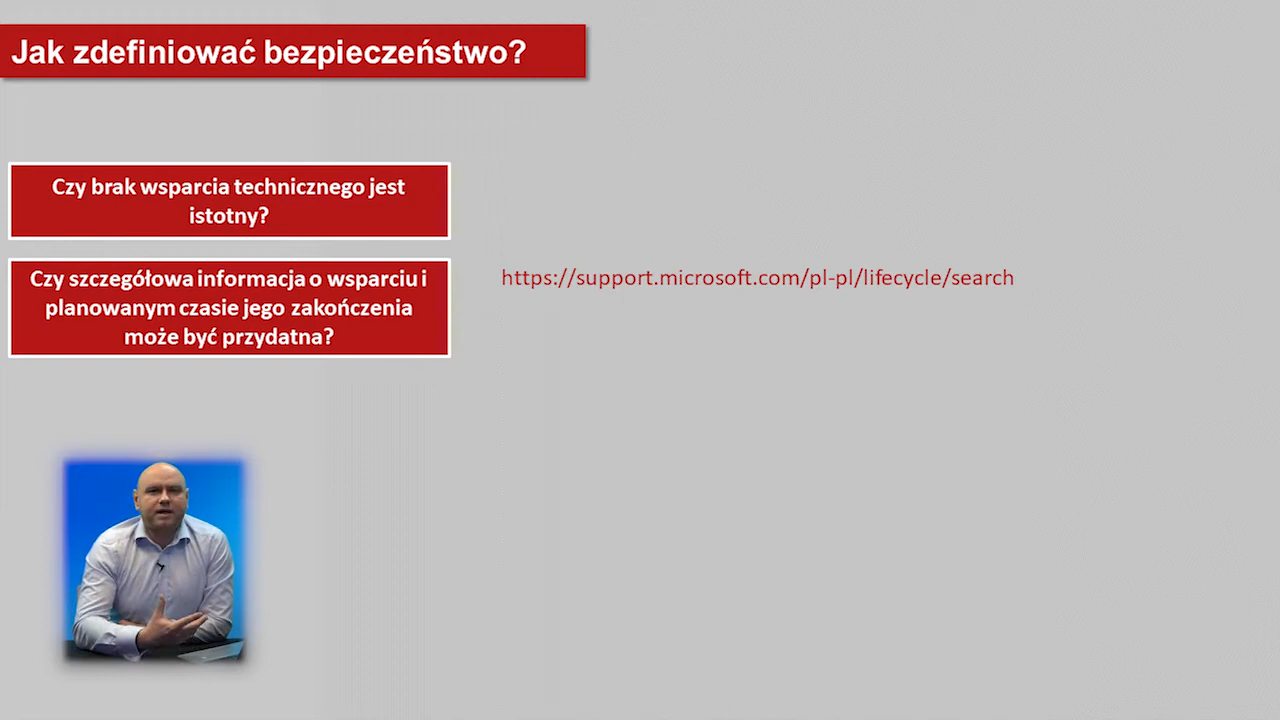 Jak zdefiniować bezpieczeństwo?
Czy brak wsparcia technicznego jest
istotny?
Czy szczegółowa informacja o wsparciu i
planowanym czasie jego zakończenia
może być przydatna?
https://support.microsoft.com/pl-pl/lifecycle/search